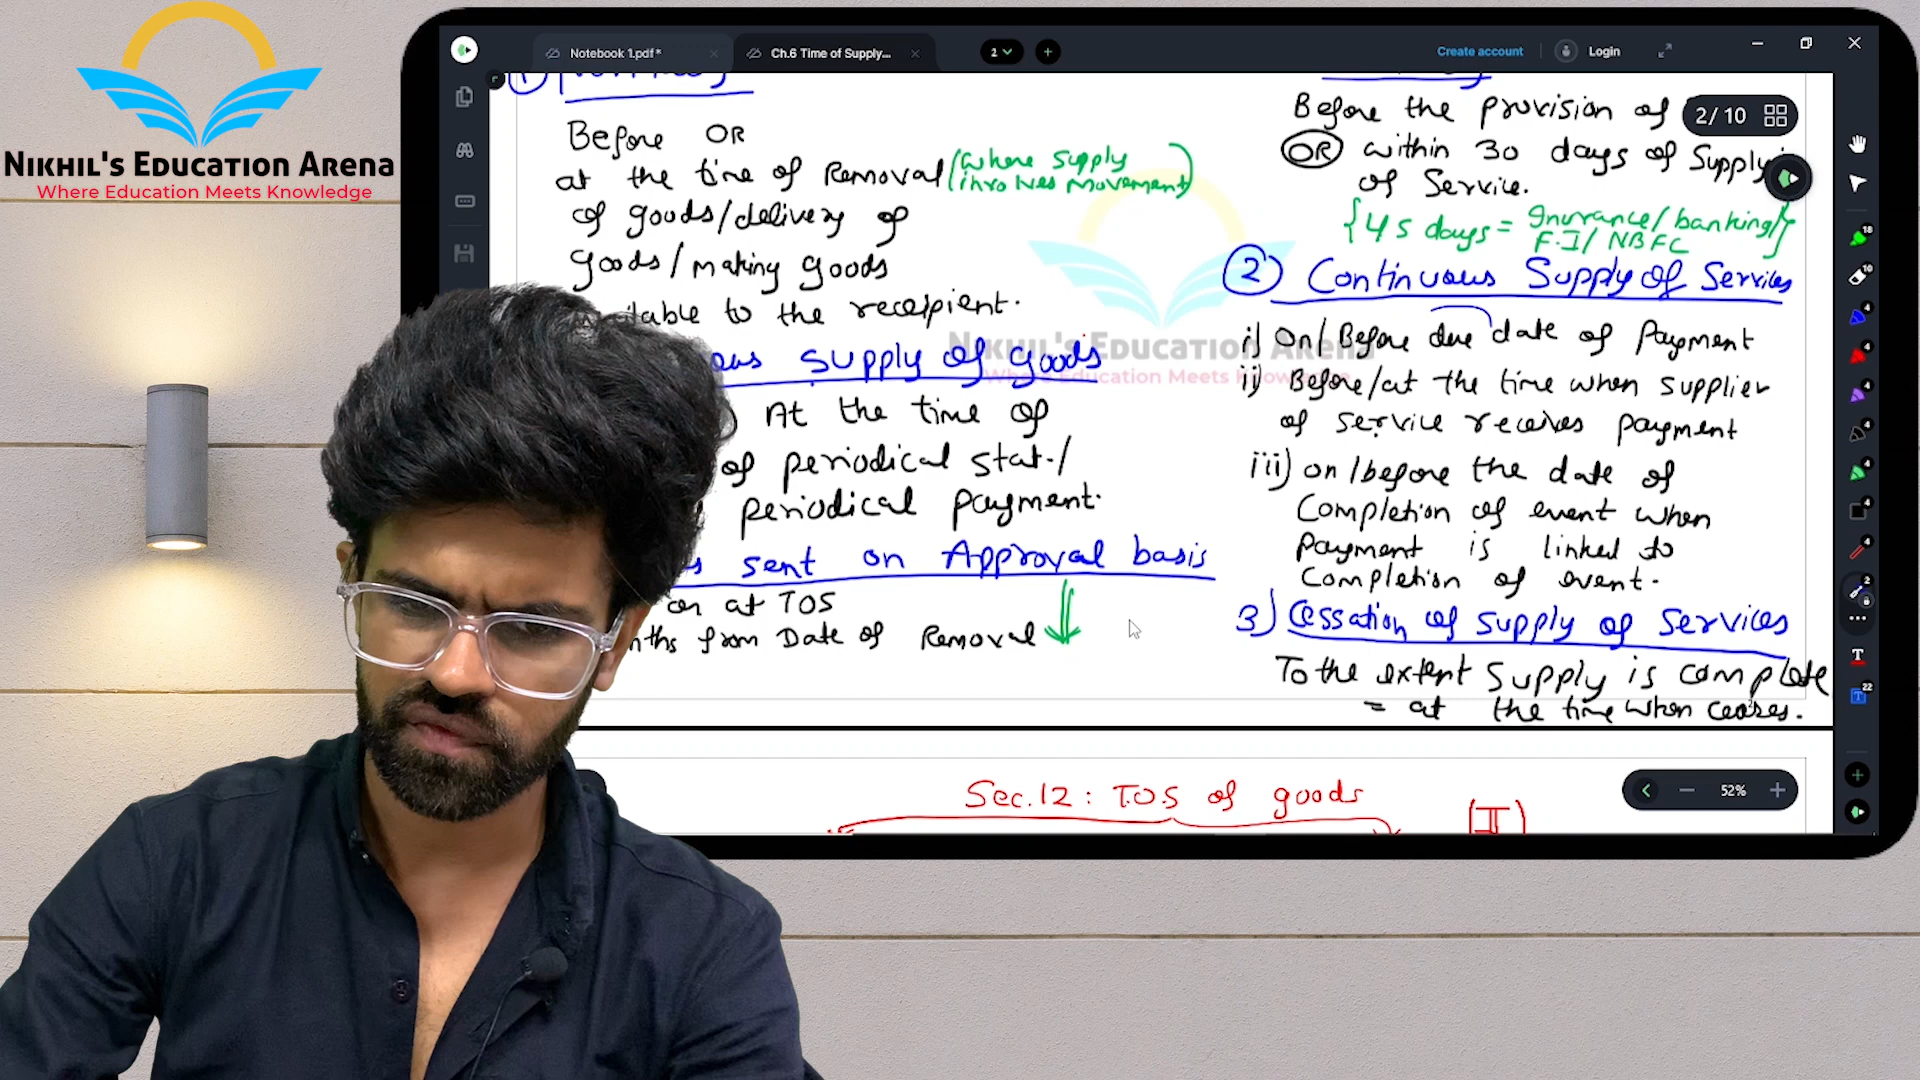 NIKHIL'S EDUCATION ARENA
Where Education Meets Knowledge
Notebook 1.pdf*
Ch.6 Time of Supply...
2
Create account
Login
2/ 10
Before OR
at the time of Removal (where supply
involves movement)
of goods/delivery of
goods/making goods
to the recipient.
supply of goods
At the time of
of periodical stat./
periodical payment.
sent on Approval basis
or at TOS
from Date of Removal
Before the provision of
OR within 30 days of Supply
of Service.
{45 days = Insurance/banking/}
F.I/ NBFC
2 Continuous Supply of Services
i) On/Before due date of Payment
ii) Before/at the time when supplier
of service receives payment
iii) on/before the date of
Completion of event when
Payment is linked to
Completion of event.
3) Cessation of supply of services
To the extent supply is complete
= at the time when ceases.
Sec.12 : T.O.S of goods
(II)
52%